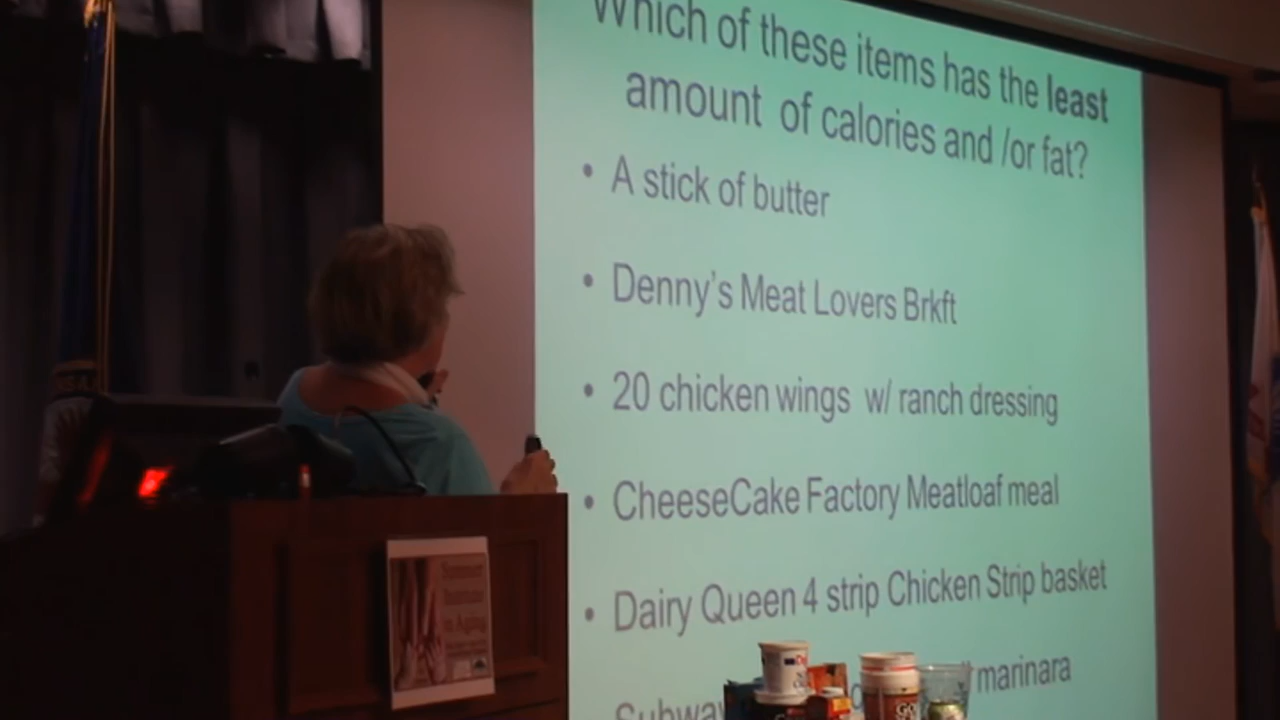 Which of these items has the least
amount of calories and /or fat?
• A stick of butter
• Denny's Meat Lovers Brkft
• 20 chicken wings w/ ranch dressing
• CheeseCake Factory Meatloaf meal
• Dairy Queen 4 strip Chicken Strip basket
Subway marinara